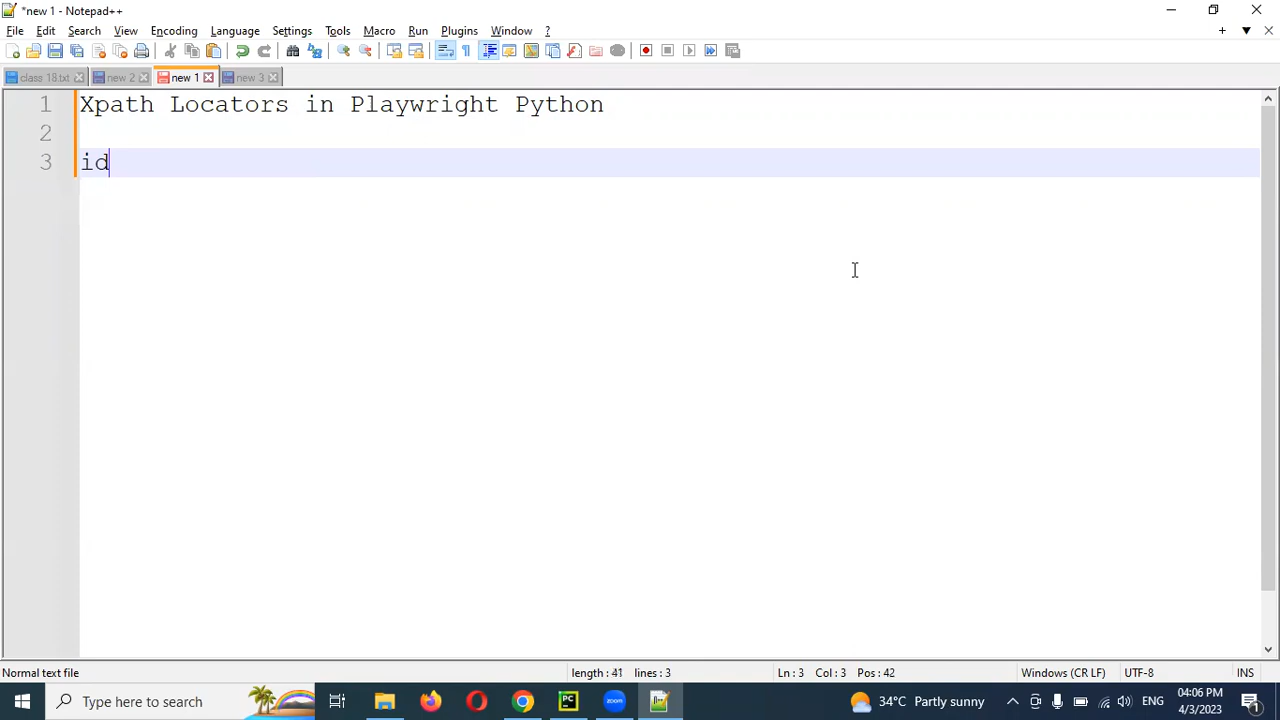 *new 1 - Notepad++
File Edit Search View Encoding Language Settings Tools Macro Run Plugins Window ?
class 18.txt new 2 new 1 new 3
1 Xpath Locators in Playwright Python
2
3 id
Normal text file length : 41 lines : 3 Ln : 3 Col : 3 Pos : 42 Windows (CR LF) UTF-8 INS
Type here to search PC zoom 34°C Partly sunny ENG 04:06 PM
4/3/2023 1